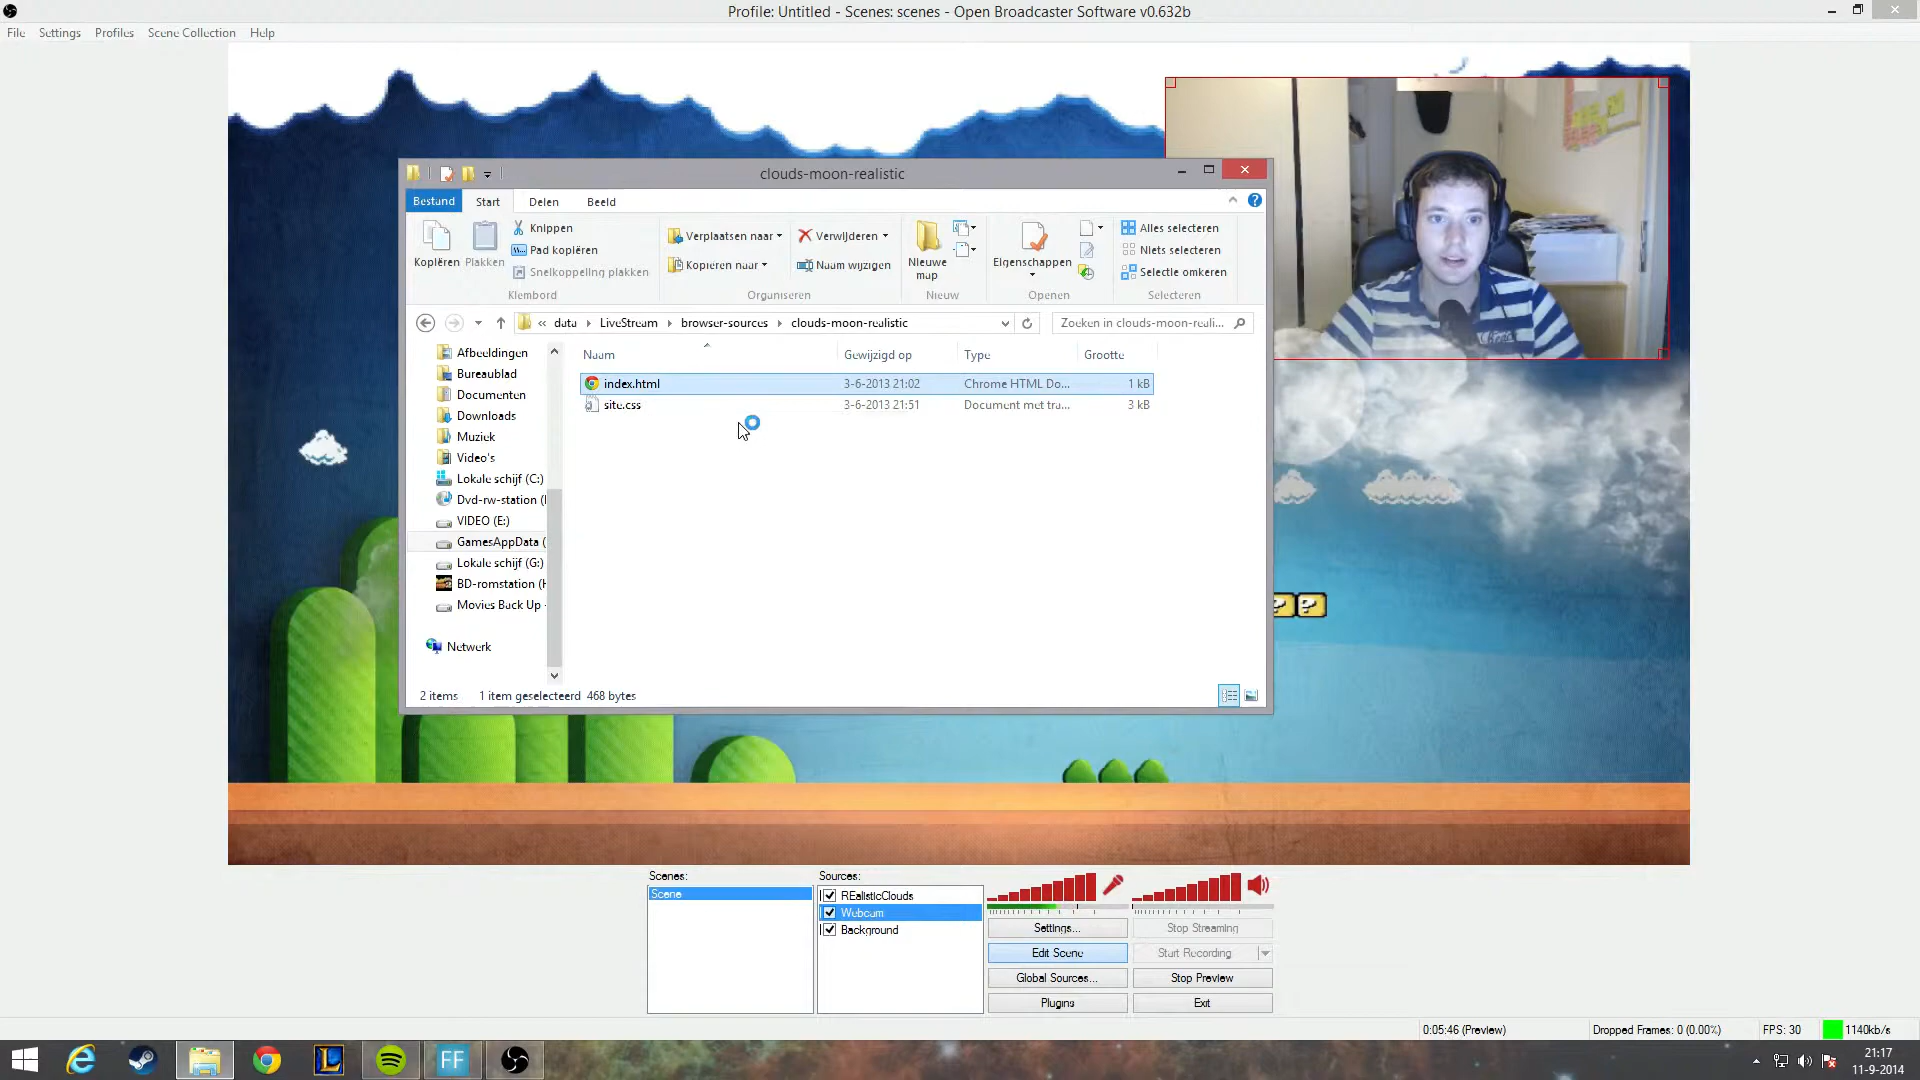 Profile: Untitled - Scenes: scenes - Open Broadcaster Software v0.632b
File Settings Profiles Scene Collection Help
clouds-moon-realistic
Bestand Start Delen Beeld
Kopiëren
Plakken
Knippen
Pad kopiëren
Snelkoppeling plakken
Klembord
Verplaatsen naar
Kopiëren naar
Verwijderen
Naam wijzigen
Organiseren
Nieuwe
map
Nieuw
Eigenschappen
Openen
Alles selecteren
Niets selecteren
Selectie omkeren
Selecteren
« data LiveStream browser-sources clouds-moon-realistic
Zoeken in clouds-moon-reali...
Naam Gewijzigd op Type Grootte
index.html 3-6-2013 21:02 Chrome HTML Do... 1 kB
site.css 3-6-2013 21:51 Document met tra... 3 kB
Afbeeldingen
Bureaublad
Documenten
Downloads
Muziek
Video's
Lokale schijf (C:)
Dvd-rw-station (
VIDEO (E:)
GamesAppData (
Lokale schijf (G:)
BD-romstation (
Movies Back Up -
Netwerk
2 items 1 item geselecteerd 468 bytes
? ?
Scenes:
Scene
Sources:
REalisticClouds
Webcam
Background
Settings... Stop Streaming
Edit Scene Start Recording
Global Sources... Stop Preview
Plugins Exit
0:05:46 (Preview) Dropped Frames: 0 (0.00%) FPS: 30 1140kb/s
L
FF
21:17
11-9-2014